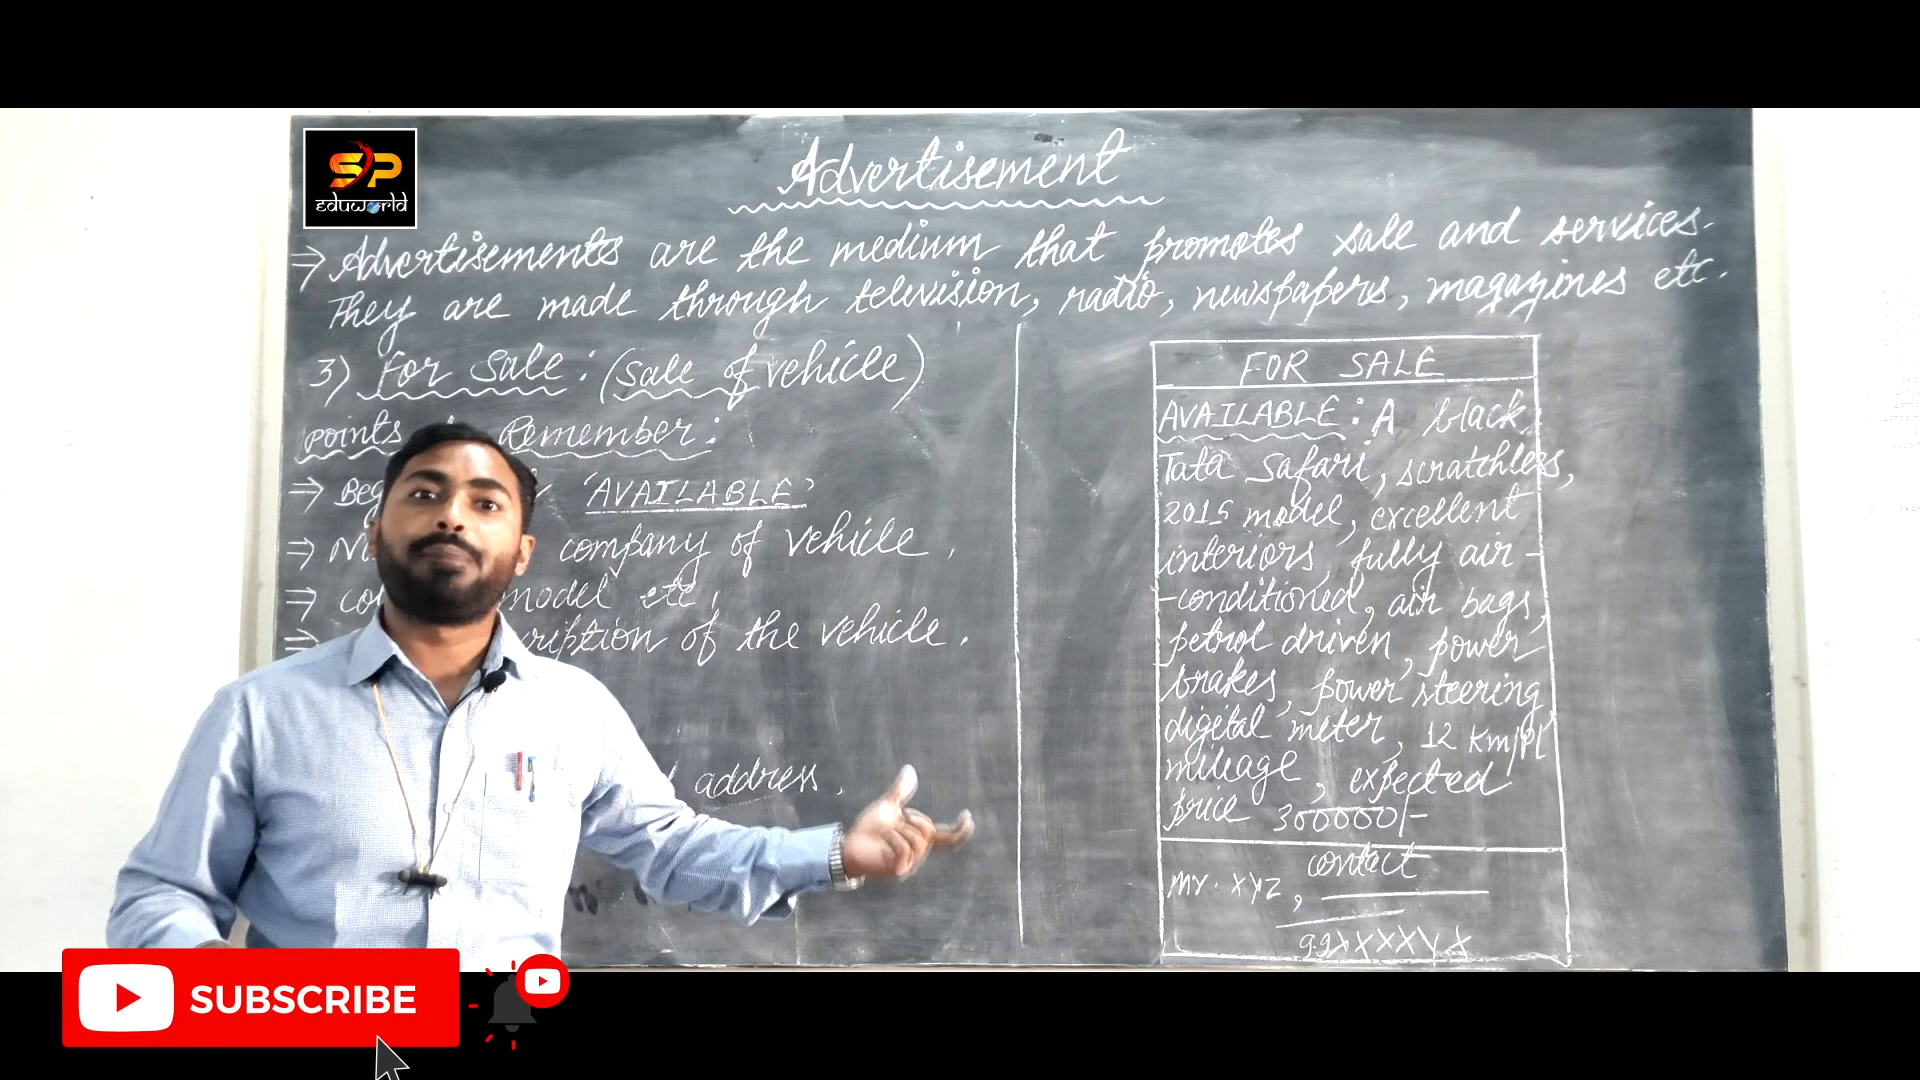 SP
eduworld
Advertisement
⇒ Advertisements are the medium that promotes sale and services.
They are made through television, radio, newspapers, magazines etc.
3) For Sale : (Sale of vehicle)
points Remember :
⇒ 'AVAILABLE'
⇒ company of vehicle.
⇒ model etc,
⇒ of the vehicle.
address.
FOR SALE
AVAILABLE : A black
Tata Safari, scratchless,
2015 model, excellent
interiors, fully air-
-conditioned, air bags,
petrol driven, power
brakes, power steering
digital meter, 12 Km/Pl
mileage, expected
price 300000/-
contact
Mr. XYZ,
SUBSCRIBE